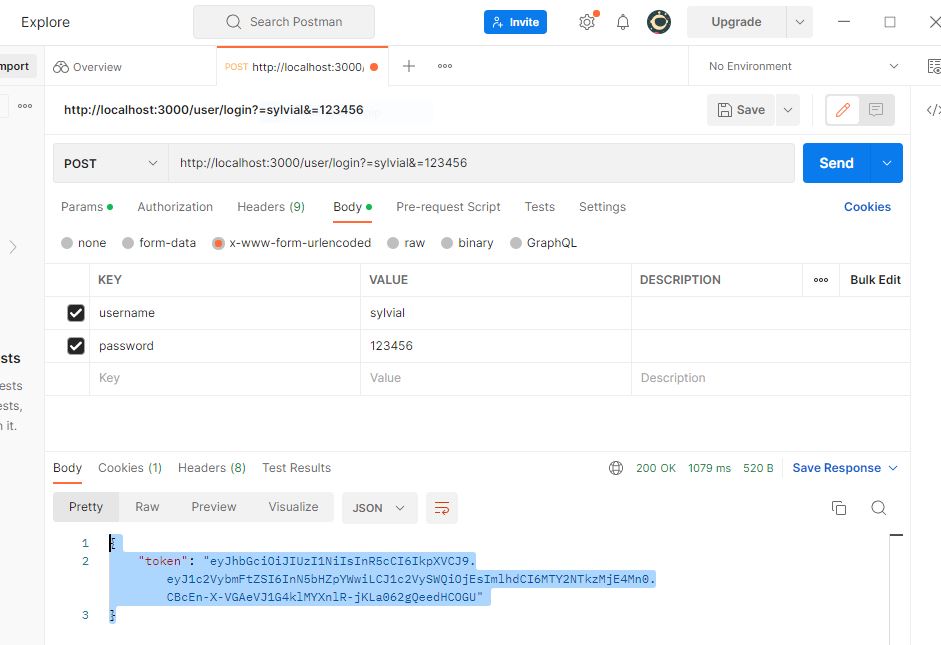 Explore
Search Postman
Invite
Upgrade
mport
Overview
POST http://localhost:3000/
No Environment
http://localhost:3000/user/login?=sylvial&=123456
Save
POST
http://localhost:3000/user/login?=sylvial&=123456
Send
Params
Authorization
Headers (9)
Body
Pre-request Script
Tests
Settings
Cookies
none
form-data
x-www-form-urlencoded
raw
binary
GraphQL
KEY
VALUE
DESCRIPTION
Bulk Edit
username
sylvial
password
123456
Key
Value
Description
sts
ests
ests,
n it.
Body
Cookies (1)
Headers (8)
Test Results
200 OK
1079 ms
520 B
Save Response
Pretty
Raw
Preview
Visualize
JSON
1 {
2 "token": "eyJhbGciOiJIUzI1NiIsInR5cCI6IkpXVCJ9.
eyJ1c2VybmFtZSI6InN5bHZpYWwiLCJ1c2VySWQiOjEsImlhdCI6MTY2NTkzMjE4Mn0.
CBcEn-X-VGAeVJ1G4klMYXnlR-jKLa062gQeedHCOGU"
3 }